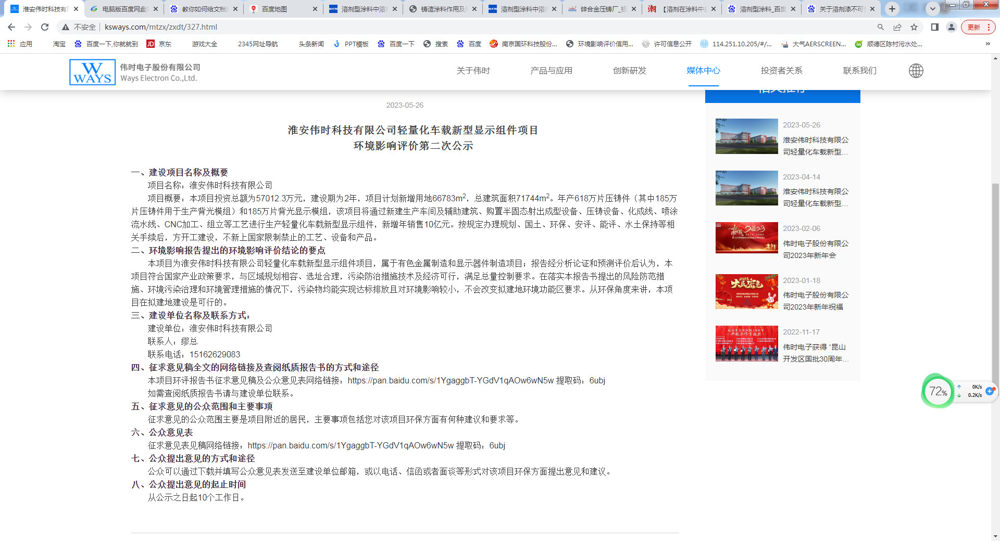 淮安伟时科技有限
电脑版百度网盘
教你如何给文档
百度地图
溶剂型涂料中溶
铸造涂料作用及
溶剂型涂料中溶
锌合金压铸厂_铝
【溶剂在涂料中
溶剂型涂料_百度
关于溶剂漆不可
不安全
ksways.com/mtzx/zxdt/327.html
更新
应用
淘宝
百度一下,你就就到
京东
游戏大全
2345网址导航
头条新闻
PPT模板
百度一下
搜索
百度
南京国环科技股份...
环境影响评价信用...
许可信息公开
114.251.10.205/#/...
大气AERSCREEN...
顺德区陈村污水处...
W
WAYS
伟时电子股份有限公司
Ways Electron Co.,Ltd.
关于伟时
产品与应用
创新研发
媒体中心
投资者关系
联系我们
相关推荐
2023-05-26
淮安伟时科技有限公司轻量化车载新型显示组件项目
环境影响评价第二次公示
一、建设项目名称及概要
项目名称：淮安伟时科技有限公司
项目概要：本项目投资总额为57012.3万元，建设期为2年，项目计划新增用地66783m²，总建筑面积71744m²。年产618万片压铸件（其中185万
片压铸件用于生产背光模组）和185万片背光显示模组，该项目将通过新建生产车间及辅助建筑、购置半固态射出成型设备、压铸设备、化成线、喷涂
流水线、CNC加工、组立等工艺进行生产轻量化车载新型显示组件，新增年销售10亿元。按规定办理规划、国土、环保、安评、能评、水土保持等相
关手续后，方开工建设，不新上国家限制禁止的工艺、设备和产品。
二、环境影响报告提出的环境影响评价结论的要点
本项目为淮安伟时科技有限公司轻量化车载新型显示组件项目，属于有色金属制造和显示器件制造项目；报告经分析论证和预测评价后认为，本
项目符合国家产业政策要求，与区域规划相容、选址合理，污染防治措施技术及经济可行，满足总量控制要求。在落实本报告书提出的风险防范措
施、环境污染治理和环境管理措施的情况下，污染物均能实现达标排放且对环境影响较小，不会改变拟建地环境功能区要求。从环保角度来讲，本项
目在拟建地建设是可行的。
三、建设单位名称及联系方式：
建设单位：淮安伟时科技有限公司
联系人：缪总
联系电话：15162629083
四、征求意见稿全文的网络链接及查阅纸质报告书的方式和途径
本项目环评报告书征求意见稿及公众意见表网络链接：https://pan.baidu.com/s/1YgaggbT-YGdV1qAOw6wN5w 提取码：6ubj
如需查阅纸质报告书请与建设单位联系。
五、征求意见的公众范围和主要事项
征求意见的公众范围主要是项目附近的居民，主要事项包括您对该项目环保方面有何种建议和要求等。
六、公众意见表
征求意见表见稿网络链接：https://pan.baidu.com/s/1YgaggbT-YGdV1qAOw6wN5w 提取码：6ubj
七、公众提出意见的方式和途径
公众可以通过下载并填写公众意见表发送至建设单位邮箱，或以电话、信函或者面谈等形式对该项目环保方面提出意见和建议。
八、公众提出意见的起止时间
从公示之日起10个工作日。
2023-05-26
淮安伟时科技有限公
司轻量化车载新型...
2023-04-14
淮安伟时科技有限公
司轻量化车载新型...
2023-02-06
伟时电子股份有限公
司2023年新年会
2023-01-18
伟时电子股份有限公
司2023年新年祝福
2022-11-17
伟时电子获得 “昆山
开发区国批30周年...
72%
0K/s
0.2K/s